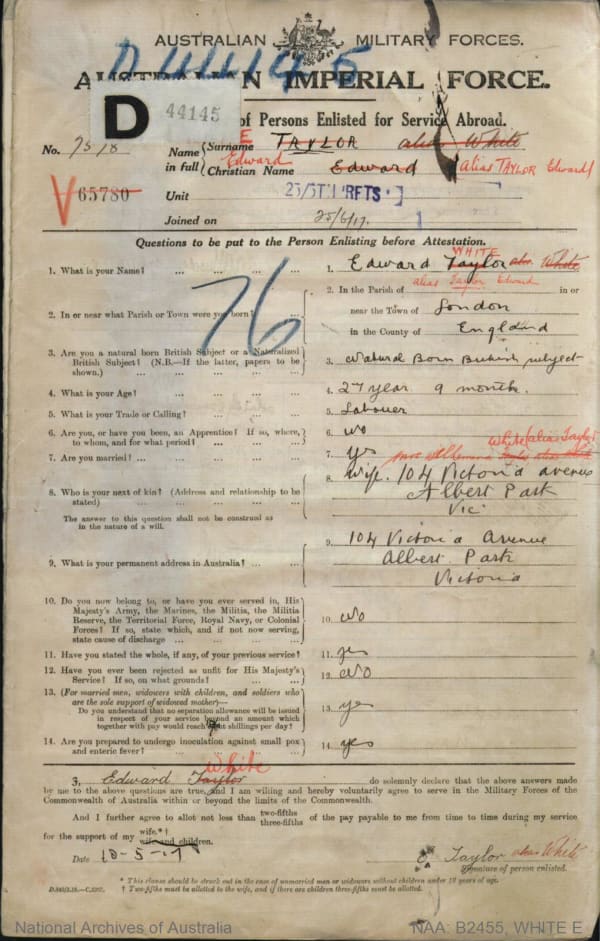 D44145
AUSTRALIAN MILITARY FORCES.
AUSTRALIAN IMPERIAL FORCE.
D 44145
of Persons Enlisted for Service Abroad.
No. 7578
Name in full { Surname E TAYLOR alias White
Christian Name Edward Edward alias TAYLOR Edward
V65780
Unit 25/5TH RFTS.
Joined on 25/6/17.
Questions to be put to the Person Enlisting before Attestation.
1. What is your Name? ... ... ... ... 1. Edward Taylor WHITE alias White
alias Taylor Edward
2. In or near what Parish or Town were you born? ... 2. In the Parish of in or
near the Town of London
in the County of England
76
3. Are you a natural born British Subject or a Naturalized
British Subject? (N.B.—If the latter, papers to be
shown.) ... ... ... ... 3. Natural Born British subject
4. What is your Age? ... ... ... ... 4. 27 year 9 month.
5. What is your Trade or Calling? ... ... ... 5. Labouer
6. Are you, or have you been, an Apprentice? If so, where,
to whom, and for what period? ... ... ... 6. No
7. Are you married? ... ... ... ... 7. yes
White (alias Taylor)
8. Who is your next of kin? (Address and relationship to be
stated) ... ... ... ... 8. Wife. 104 Victoria avenue
Albert Park
Vic
The answer to this question shall not be construed as
in the nature of a will.
9. What is your permanent address in Australia? ... ... 9. 104 Victoria Avenue
Albert Park
Victoria
10. Do you now belong to, or have you ever served in, His
Majesty's Army, the Marines, the Militia, the Militia
Reserve, the Territorial Force, Royal Navy, or Colonial
Forces? If so, state which, and if not now serving,
state cause of discharge ... ... ... 10. No
11. Have you stated the whole, if any, of your previous service? 11. yes
12. Have you ever been rejected as unfit for His Majesty's
Service? If so, on what grounds? ... ... 12. No
13. (For married men, widowers with children, and soldiers who
are the sole support of widowed mother)—
Do you understand that no separation allowance will be issued
in respect of your service beyond an amount which
together with pay would reach eight shillings per day? 13. yes
14. Are you prepared to undergo inoculation against small pox
and enteric fever? ... ... ... ... 14. yes
3, Edward Taylor White do solemnly declare that the above answers made
by me to the above questions are true, and I am willing and hereby voluntarily agree to serve in the Military Forces of the
Commonwealth of Australia within or beyond the limits of the Commonwealth.
And I further agree to allot not less than two-fifths three-fifths of the pay payable to me from time to time during my service
for the support of my wife.*†
wife and children.
Date 10-5-17
E Taylor alias White
Signature of person enlisted.
* This clause should be struck out in the case of unmarried men or widowers without children under 18 years of age.
† Two-fifths must be allotted to the wife, and if there are children three-fifths must be allotted.
National Archives of Australia
NAA: B2455, WHITE E